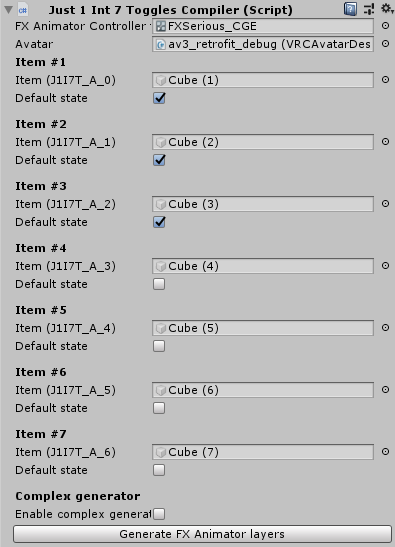 Just 1 Int 7 Toggles Compiler (Script)
FX Animator Controller FXSerious_CGE
Avatar av3_retrofit_debug (VRCAvatarDes
Item #1
Item (J1I7T_A_0) Cube (1)
Default state
Item #2
Item (J1I7T_A_1) Cube (2)
Default state
Item #3
Item (J1I7T_A_2) Cube (3)
Default state
Item #4
Item (J1I7T_A_3) Cube (4)
Default state
Item #5
Item (J1I7T_A_4) Cube (5)
Default state
Item #6
Item (J1I7T_A_5) Cube (6)
Default state
Item #7
Item (J1I7T_A_6) Cube (7)
Default state
Complex generator
Enable complex generat
Generate FX Animator layers